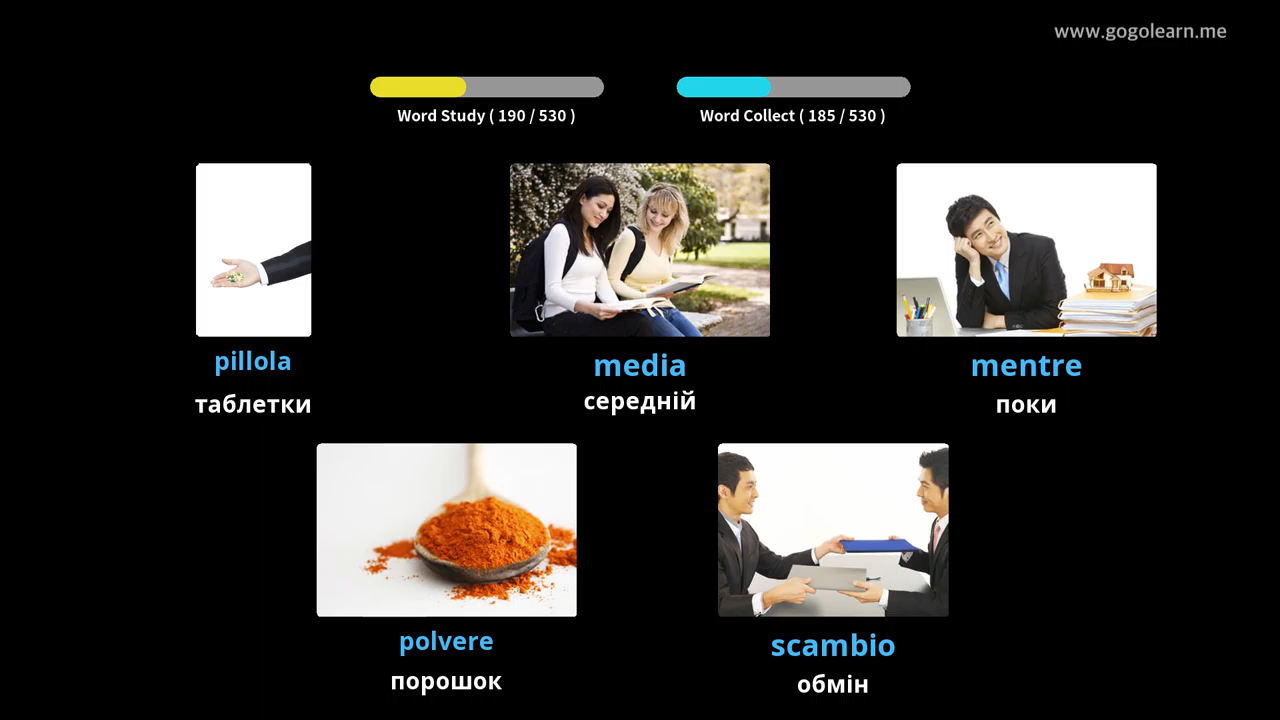 www.gogolearn.me
Word Study ( 190 / 530 )
Word Collect ( 185 / 530 )
pillola
таблетки
media
середній
mentre
поки
polvere
порошок
scambio
обмін